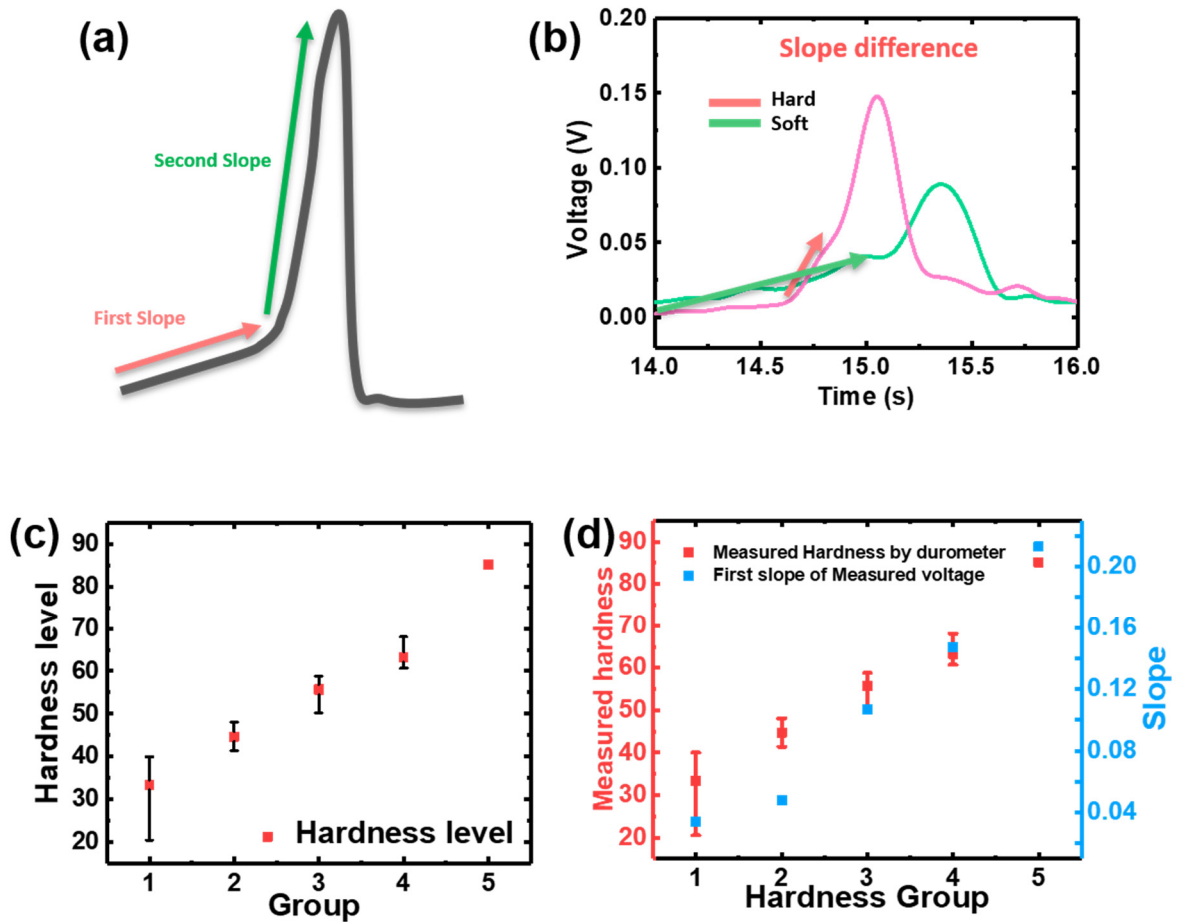 (a)
Second Slope
First Slope
(b)
Slope difference
Hard
Soft
0.20
0.15
0.10
0.05
0.00
Voltage (V)
14.0 14.5 15.0 15.5 16.0
Time (s)
(c)
90
80
70
60
50
40
30
20
Hardness level
Hardness level
1 2 3 4 5
Group
(d)
Measured Hardness by durometer
First slope of Measured voltage
90
80
70
60
50
40
30
20
Measured hardness
0.20
0.16
0.12
0.08
0.04
Slope
1 2 3 4 5
Hardness Group